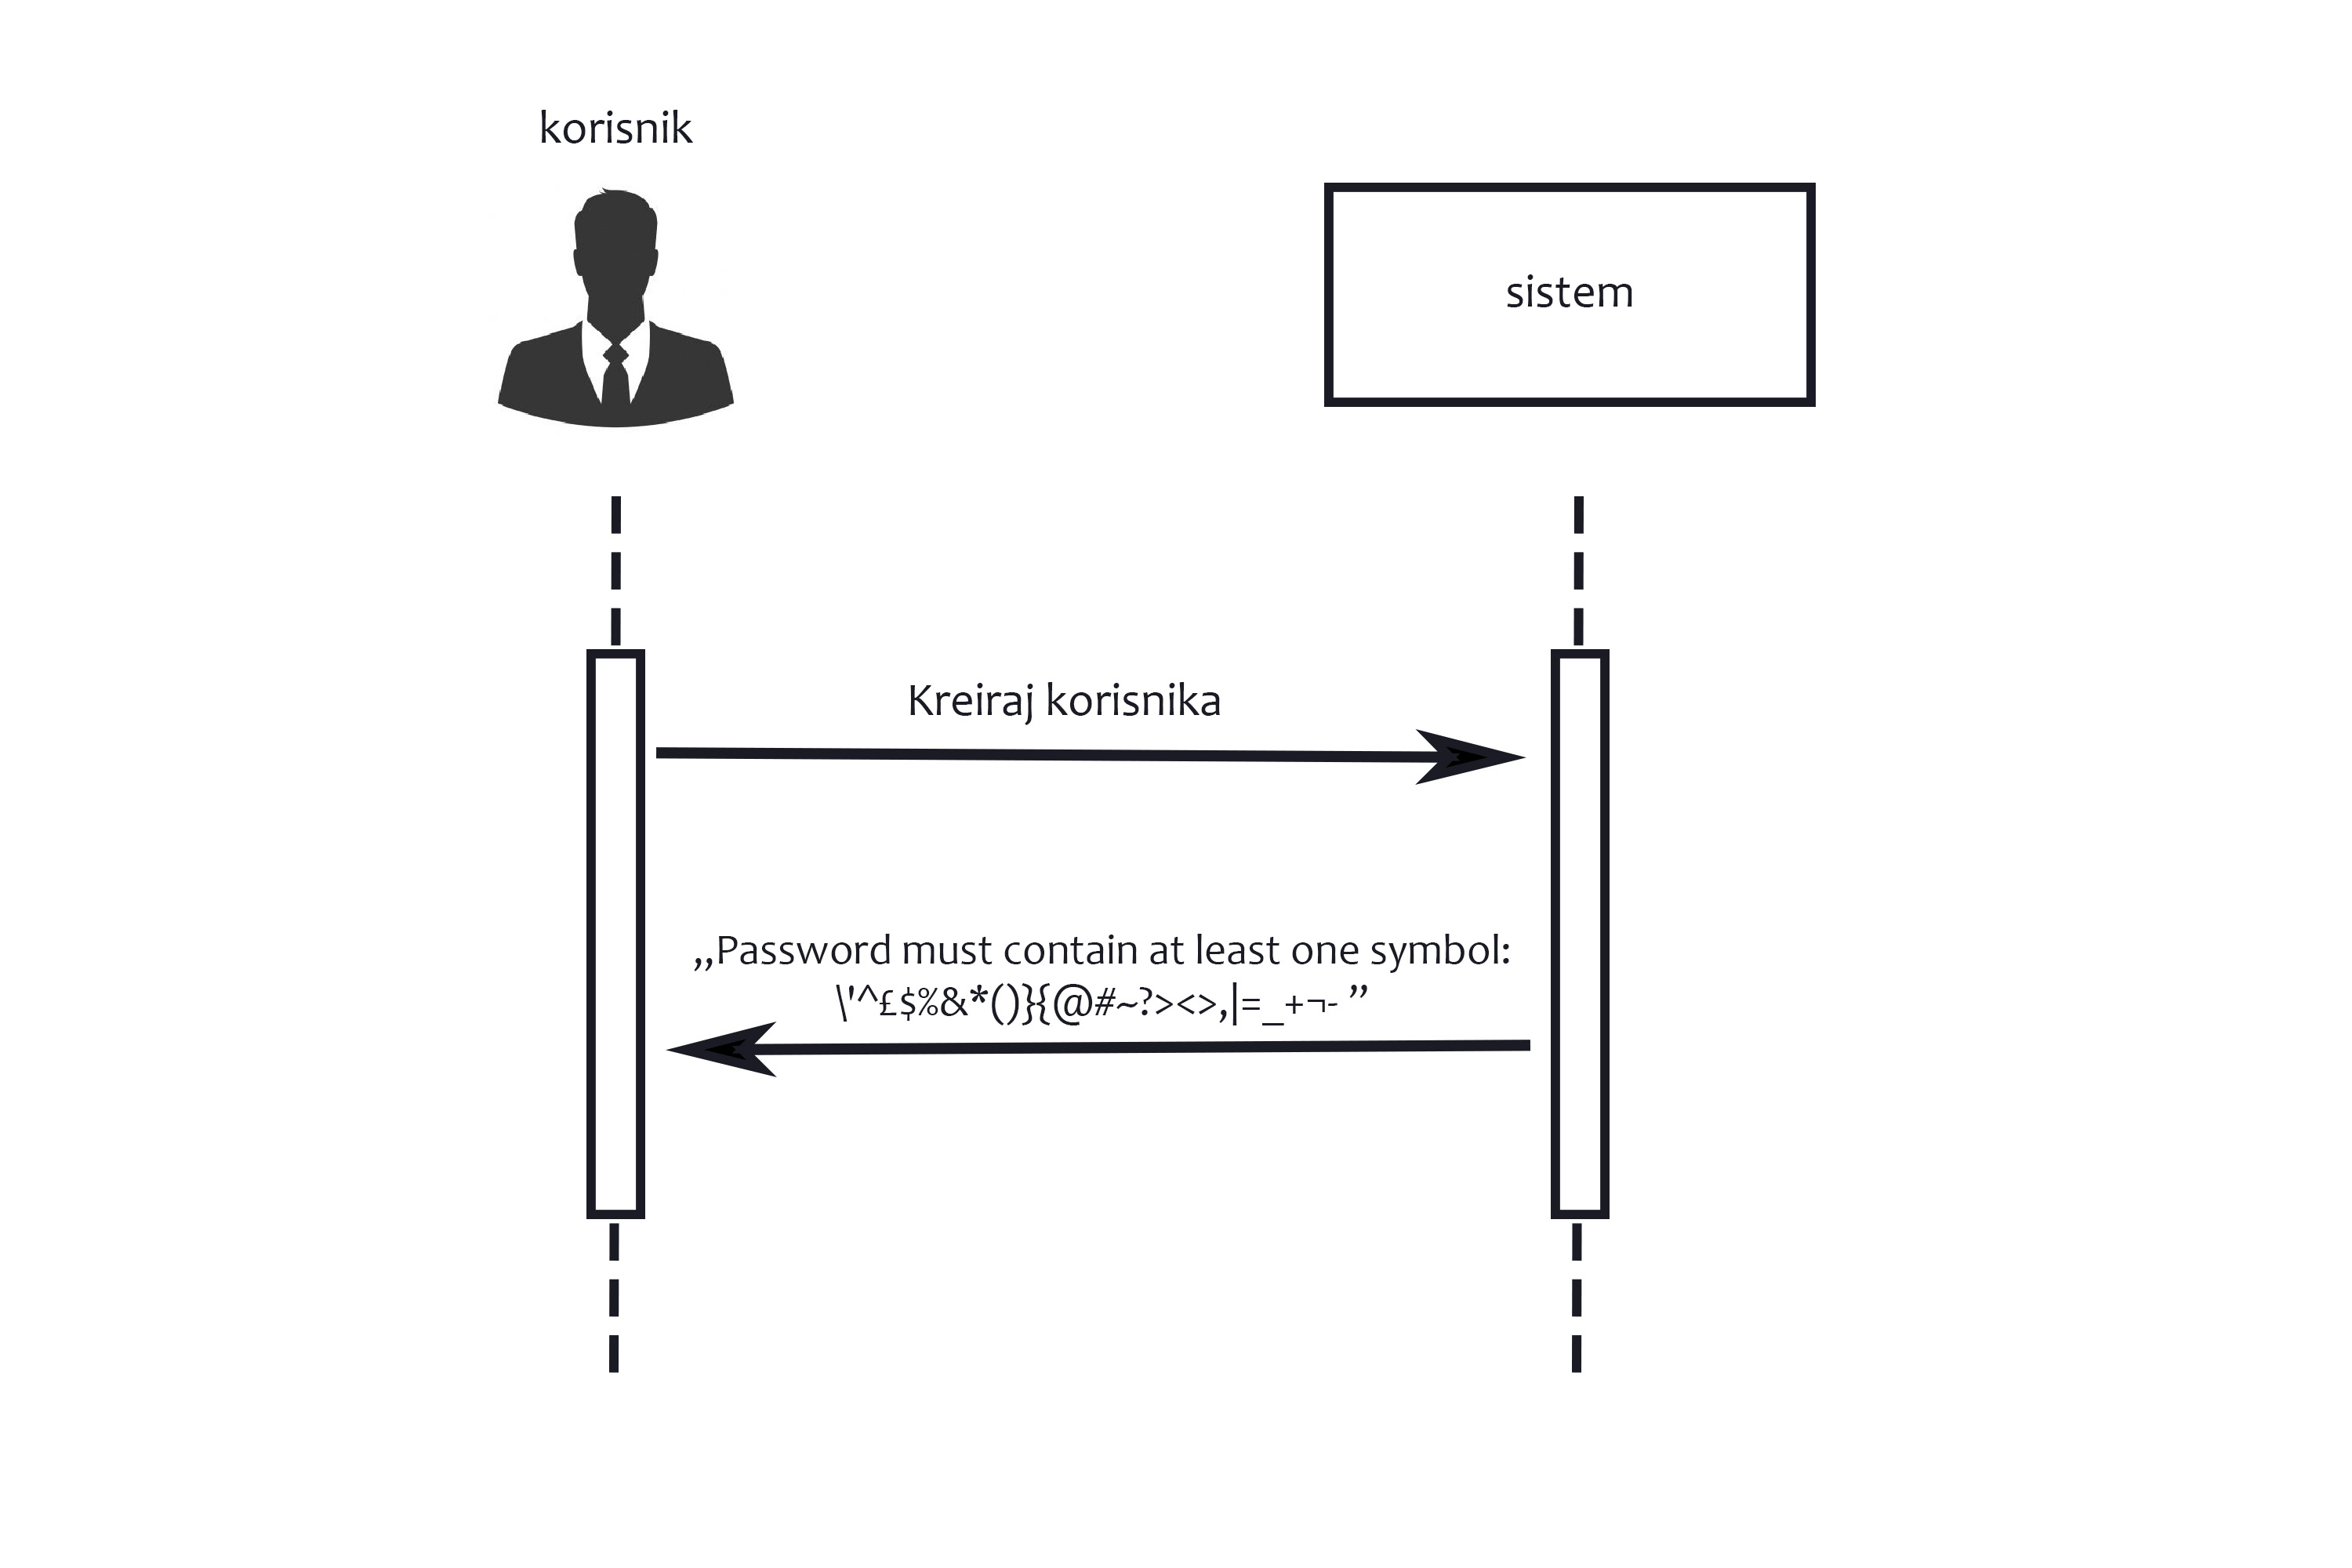 korisnik
sistem
Kreiraj korisnika
„Password must contain at least one symbol:
\'^£$%&*(){}{@#~?><>,|=_+¬- ”